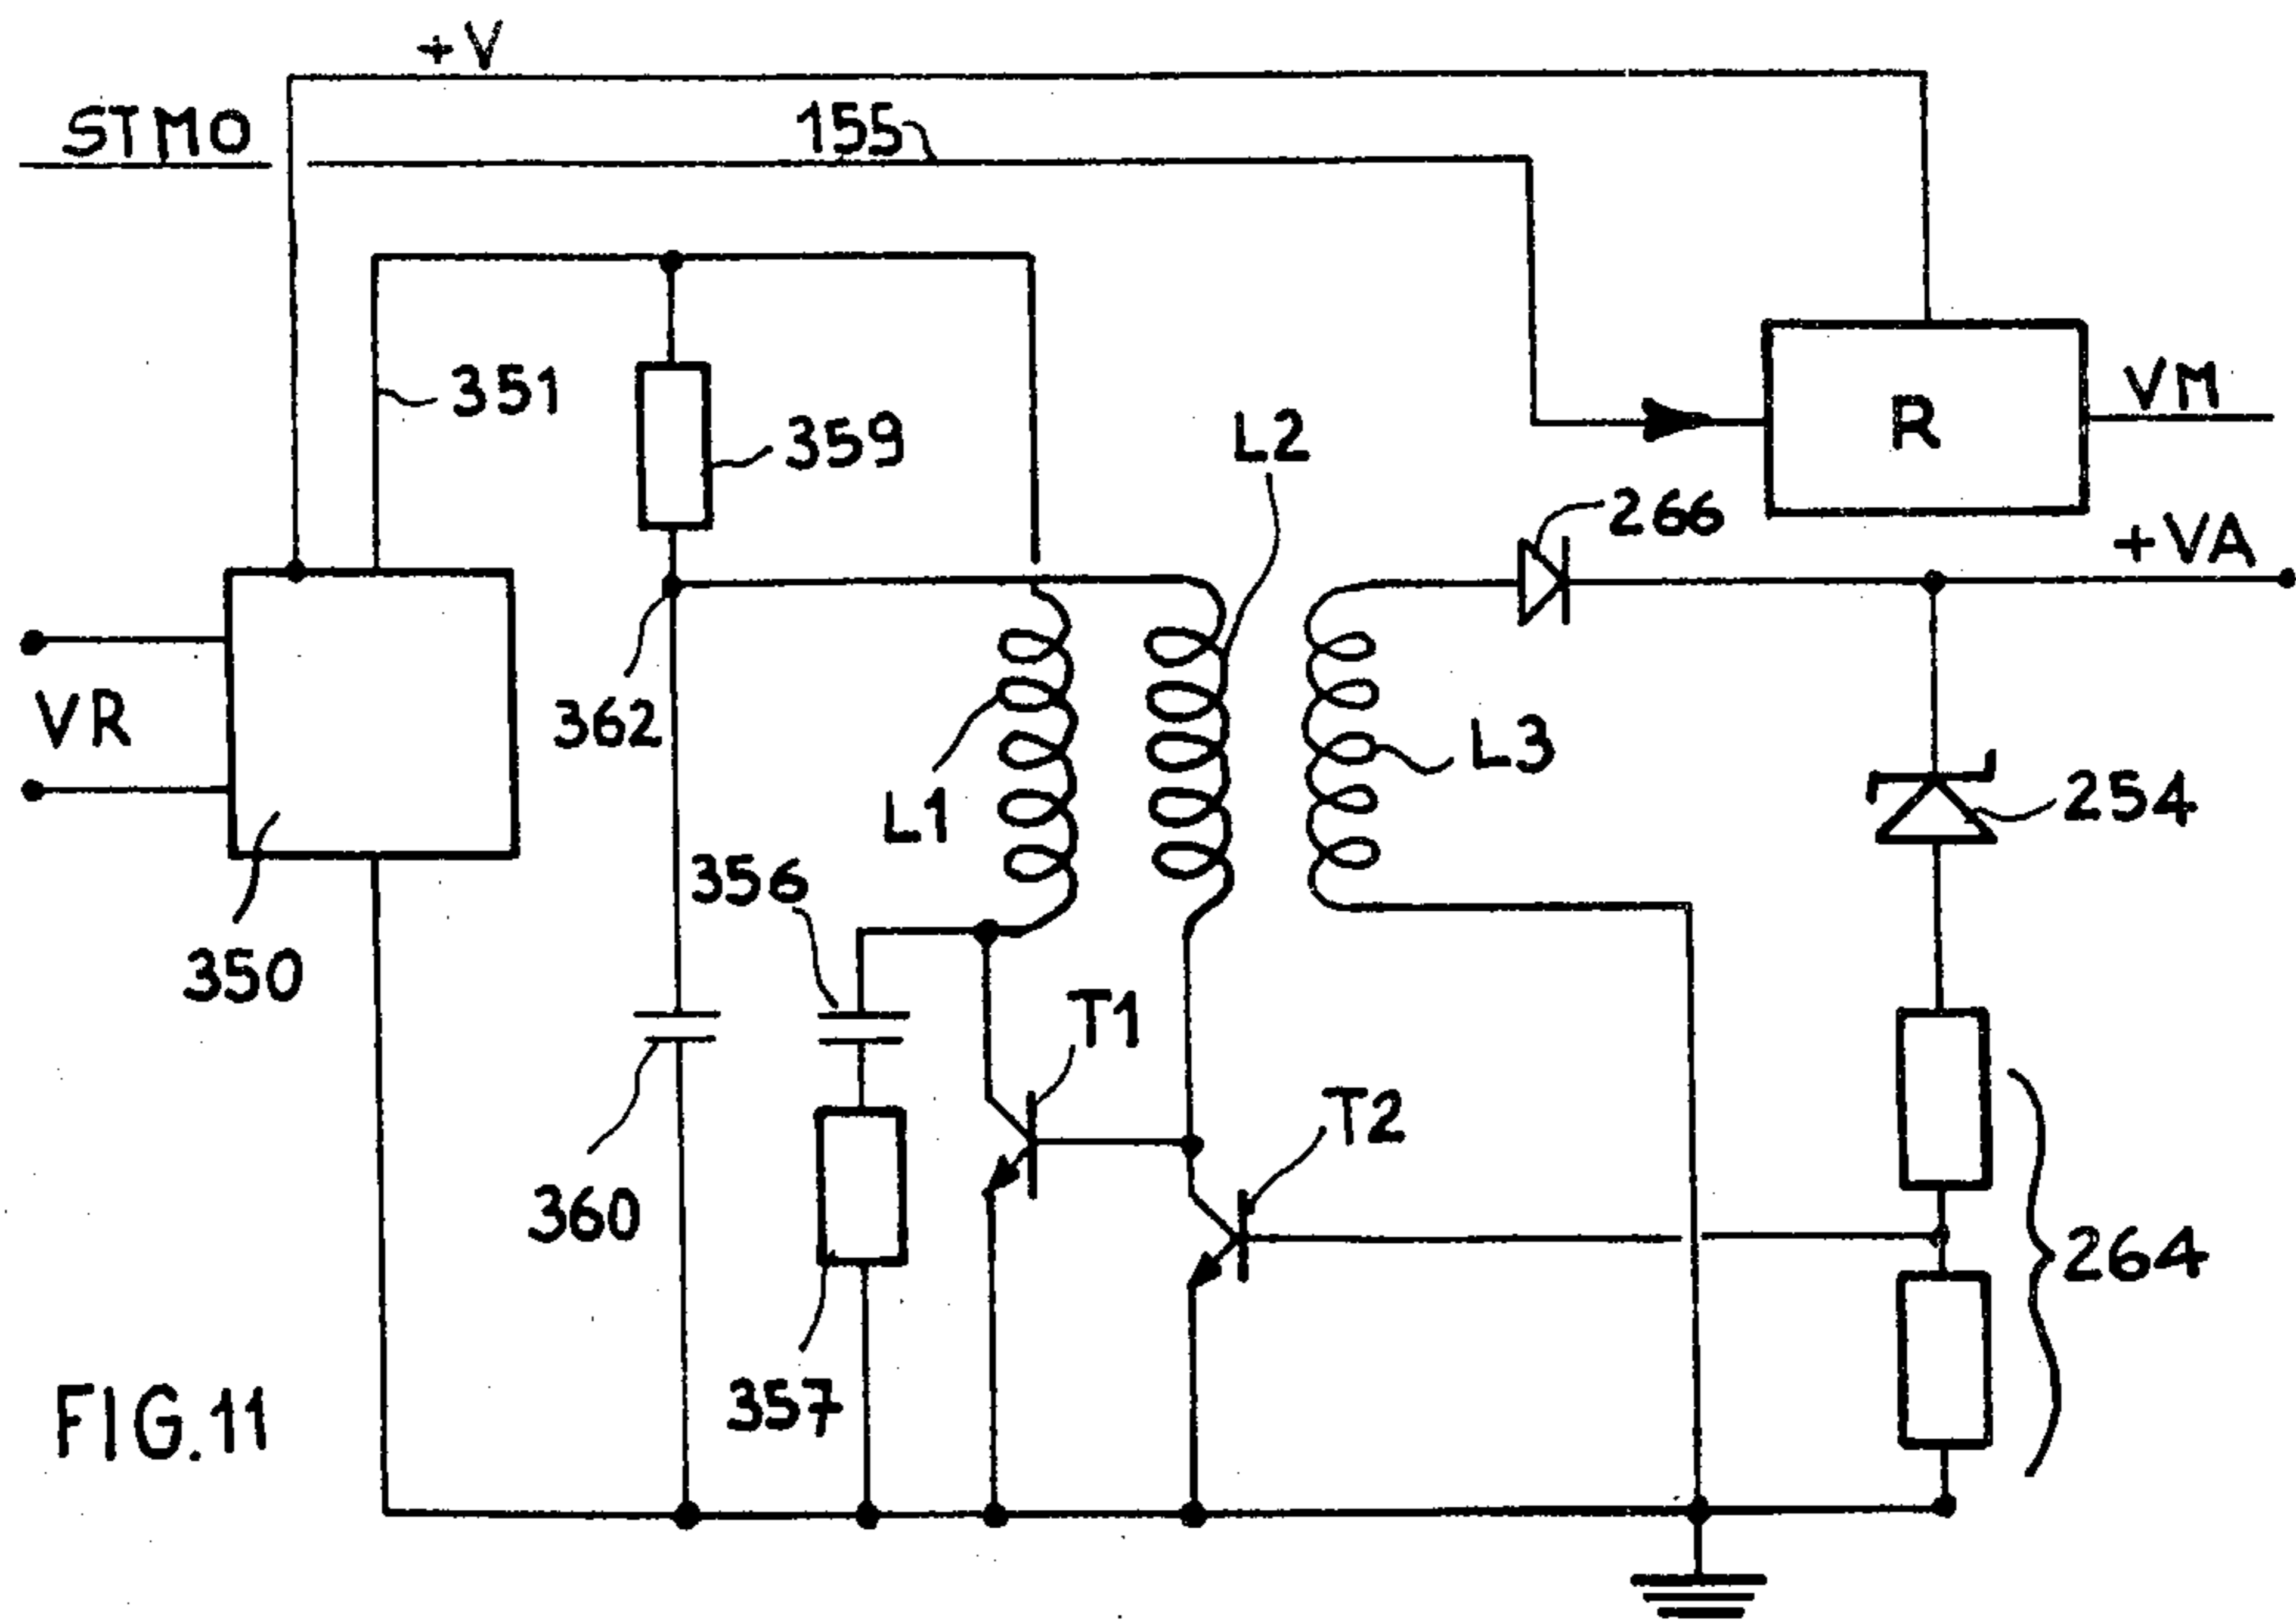 +V
STMO
155
351
359
L2
R
VM
266
+VA
VR
362
L1
L3
254
350
356
T1
T2
360
264
357
FIG.11